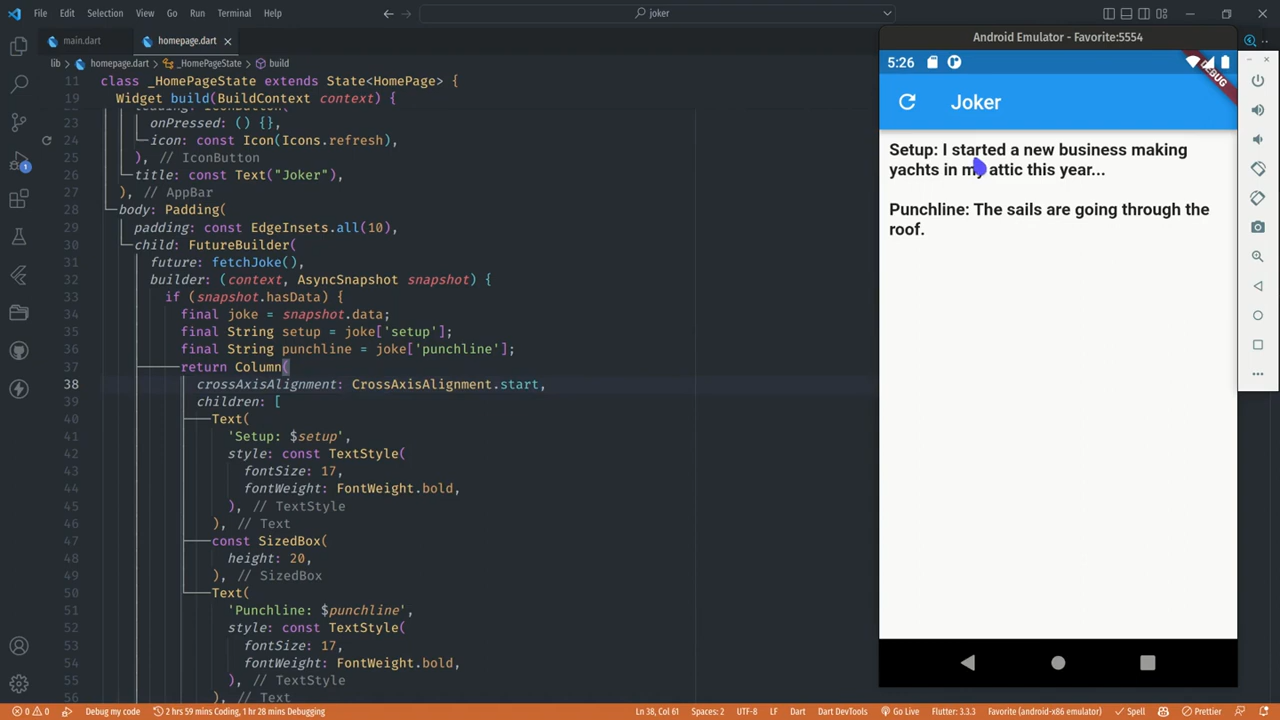 File Edit Selection View Go Run Terminal Help
joker
main.dart
homepage.dart
lib > homepage.dart > _HomePageState > build
11 class _HomePageState extends State<HomePage> {
19 Widget build(BuildContext context) {
leading: IconButton(
23 onPressed: () {},
24 icon: const Icon(Icons.refresh),
25 ), // IconButton
26 title: const Text("Joker"),
27 ), // AppBar
28 body: Padding(
29 padding: const EdgeInsets.all(10),
30 child: FutureBuilder(
31 future: fetchJoke(),
32 builder: (context, AsyncSnapshot snapshot) {
33 if (snapshot.hasData) {
34 final joke = snapshot.data;
35 final String setup = joke['setup'];
36 final String punchline = joke['punchline'];
37 return Column(
38 crossAxisAlignment: CrossAxisAlignment.start,
39 children: [
40 Text(
41 'Setup: $setup',
42 style: const TextStyle(
43 fontSize: 17,
44 fontWeight: FontWeight.bold,
45 ), // TextStyle
46 ), // Text
47 const SizedBox(
48 height: 20,
49 ), // SizedBox
50 Text(
51 'Punchline: $punchline',
52 style: const TextStyle(
53 fontSize: 17,
54 fontWeight: FontWeight.bold,
55 ), // TextStyle
56 ), // Text
Android Emulator - Favorite:5554
5:26
DEBUG
Joker
Setup: I started a new business making
yachts in my attic this year...
Punchline: The sails are going through the
roof.
1
0 0 Debug my code 2 hrs 59 mins Coding, 1 hr 28 mins Debugging
Ln 38, Col 61 Spaces: 2 UTF-8 LF Dart Dart DevTools Go Live Flutter: 3.3.3 Favorite (android-x86 emulator) Spell Prettier